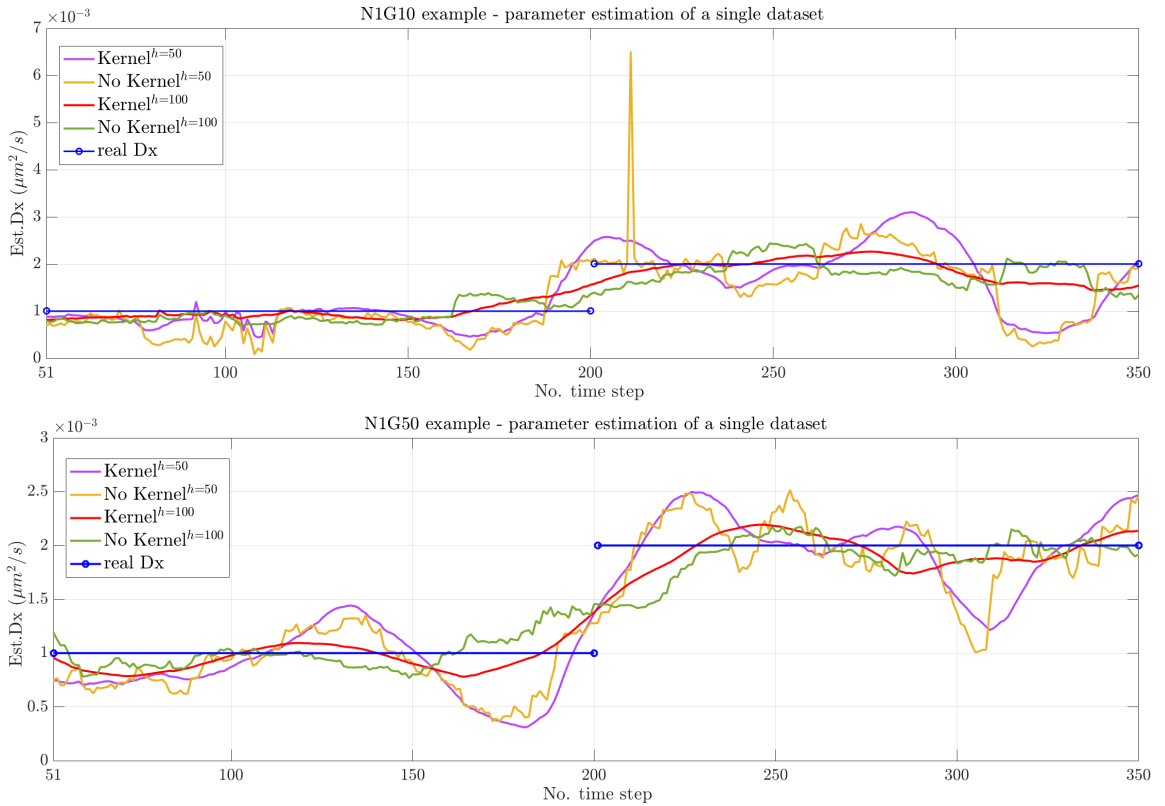 N1G10 example - parameter estimation of a single dataset
×10⁻³
7
6
5
4
3
2
1
0
Est.Dx (μm²/s)
Kernel^{h=50}
No Kernel^{h=50}
Kernel^{h=100}
No Kernel^{h=100}
real Dx
51 100 150 200 250 300 350
No. time step
N1G50 example - parameter estimation of a single dataset
×10⁻³
3
2.5
2
1.5
1
0.5
0
Est.Dx (μm²/s)
Kernel^{h=50}
No Kernel^{h=50}
Kernel^{h=100}
No Kernel^{h=100}
real Dx
51 100 150 200 250 300 350
No. time step